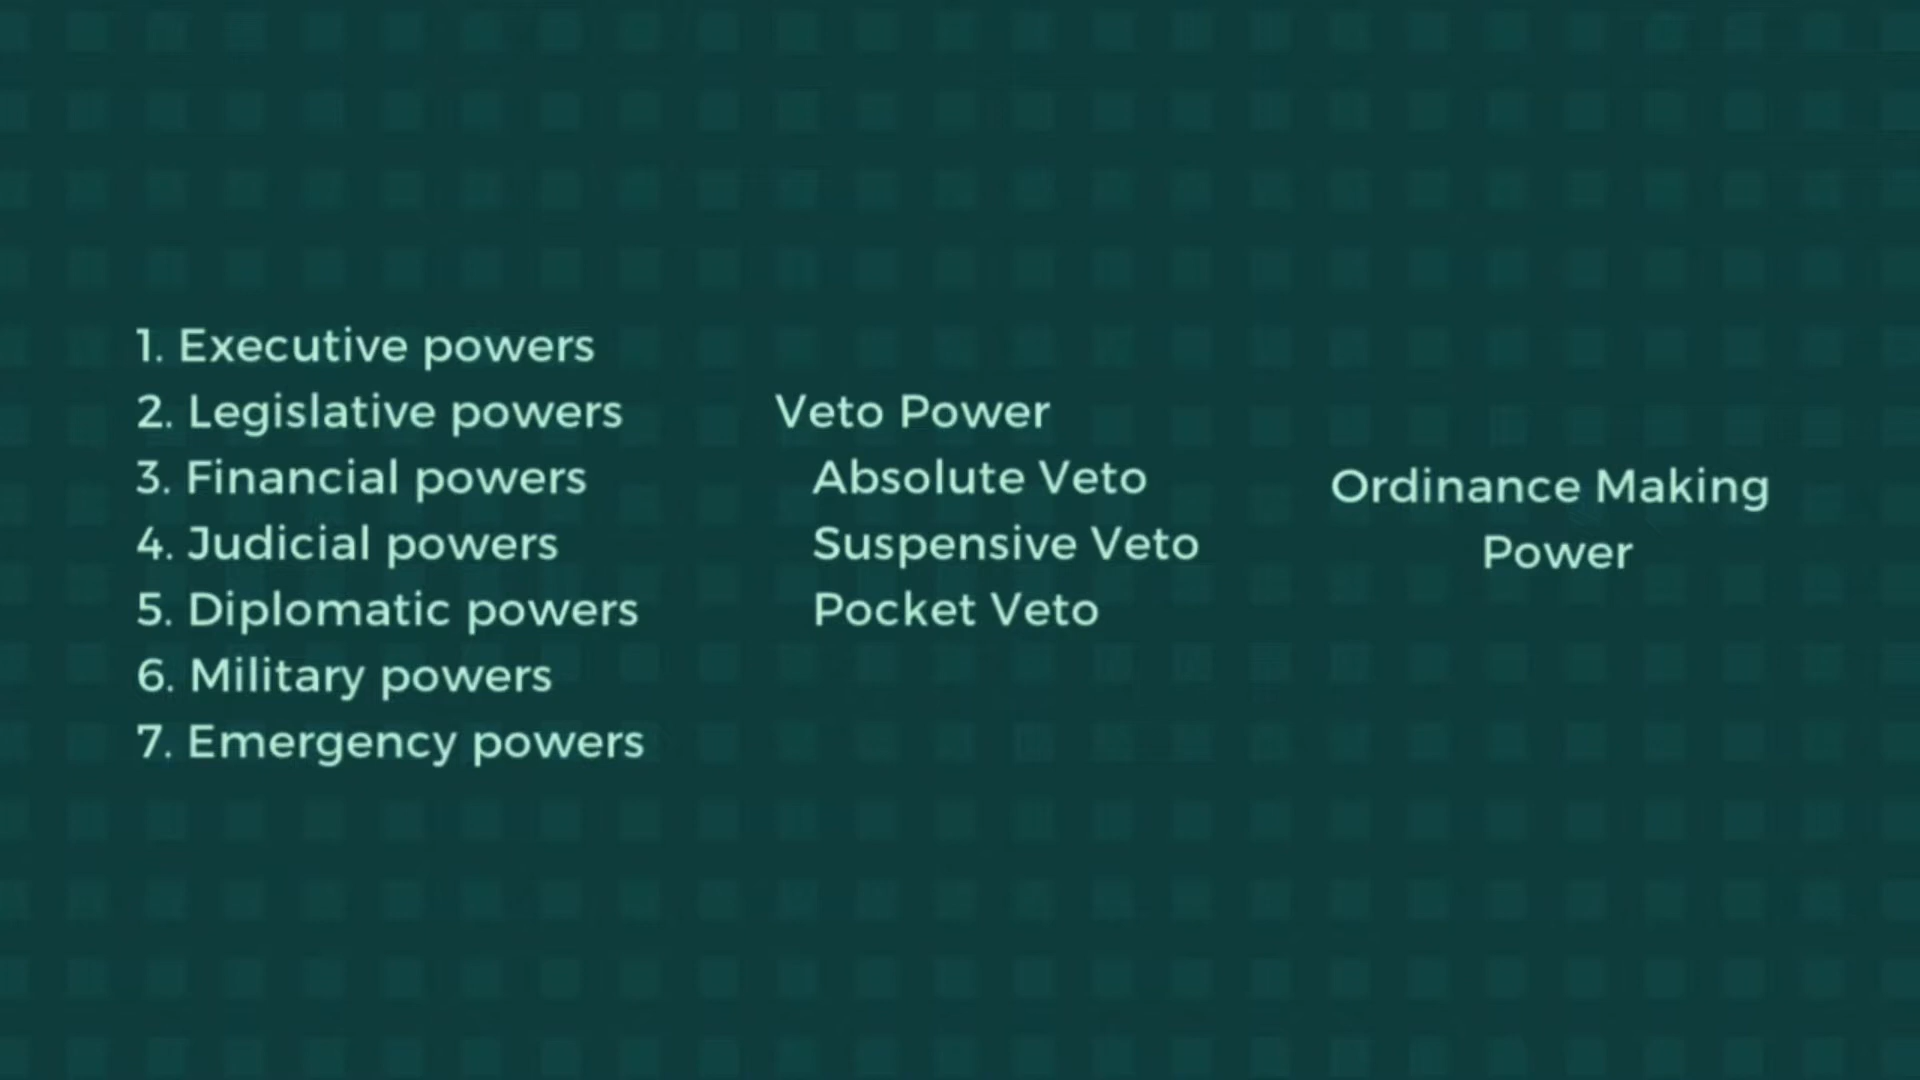 1. Executive powers
2. Legislative powers
3. Financial powers
4. Judicial powers
5. Diplomatic powers
6. Military powers
7. Emergency powers
Veto Power
Absolute Veto
Suspensive Veto
Pocket Veto
Ordinance Making
Power